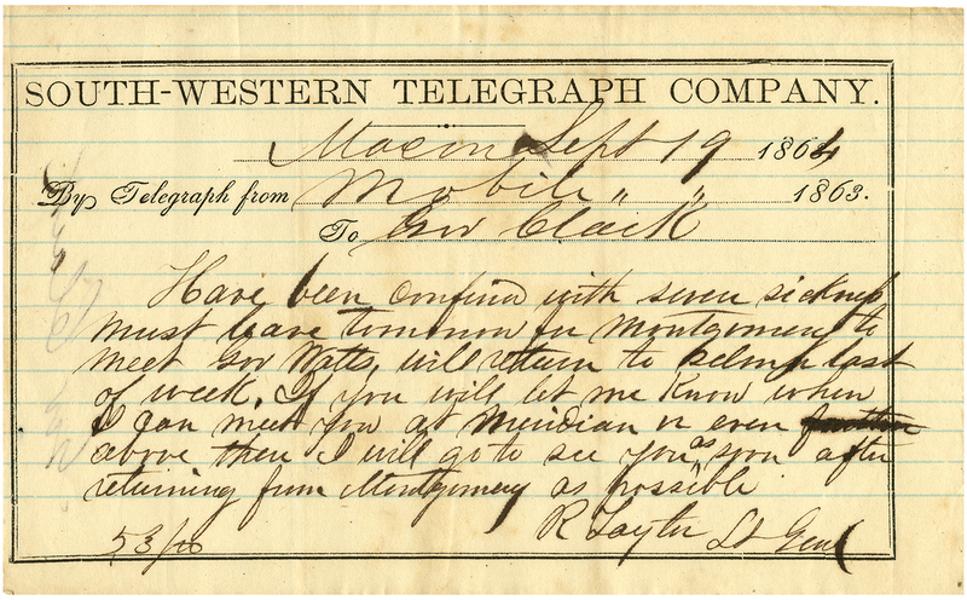 SOUTH-WESTERN TELEGRAPH COMPANY.
Macon Sept 19 1864
By Telegraph from Mobile " " 1863.
To Gov Clark
Have been confined with seven sickness
must leave tomorrow for Montgomery to
meet Gov Watts, will return to Selma last
of week. If you will let me know when
I can meet you at Meridian or even
above there I will go to see you as soon after
returning from Montgomery as possible
R Taylor Lt Genl
53/